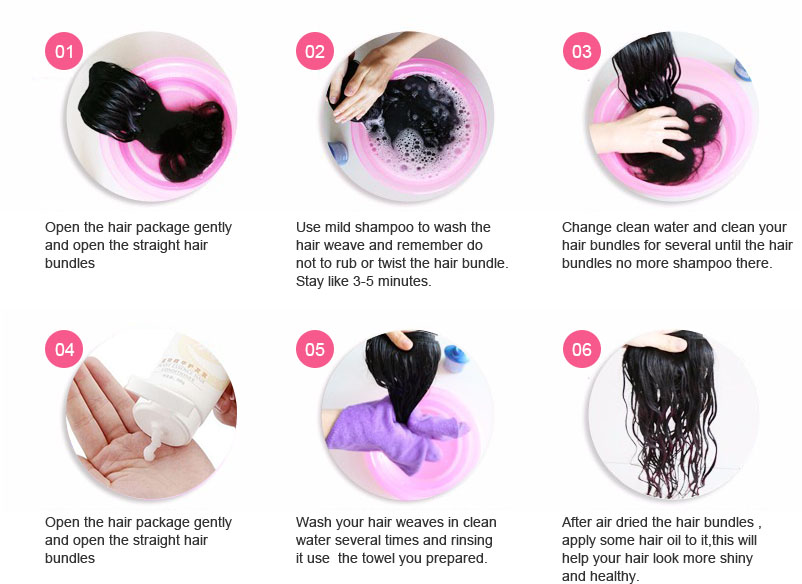 01
Open the hair package gently
and open the straight hair
bundles
02
Use mild shampoo to wash the
hair weave and remember do
not to rub or twist the hair bundle.
Stay like 3-5 minutes.
03
Change clean water and clean your
hair bundles for several until the hair
bundles no more shampoo there.
04
Open the hair package gently
and open the straight hair
bundles
05
Wash your hair weaves in clean
water several times and rinsing
it use  the towel you prepared.
06
After air dried the hair bundles ,
apply some hair oil to it,this will
help your hair look more shiny
and healthy.